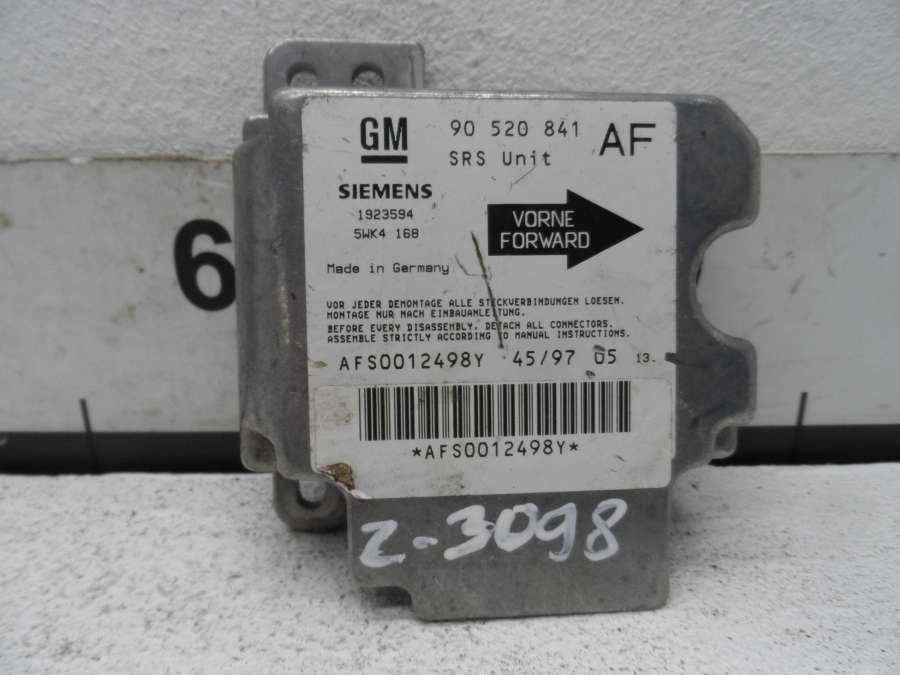 GM
90 520 841 AF
SRS Unit
SIEMENS
1923594
5WK4 168
VORNE
FORWARD
Made in Germany
VOR JEDER DEMONTAGE ALLE STECKVERBINDUNGEN LOESEN.
MONTAGE NUR NACH EINBAUANLEITUNG.
BEFORE EVERY DISASSEMBLY, DETACH ALL CONNECTORS.
ASSEMBLE STRICTLY ACCORDING TO MANUAL INSTRUCTIONS.
AFS0012498Y 45/97 05 13.
*AFS0012498Y*
Z-3098
6